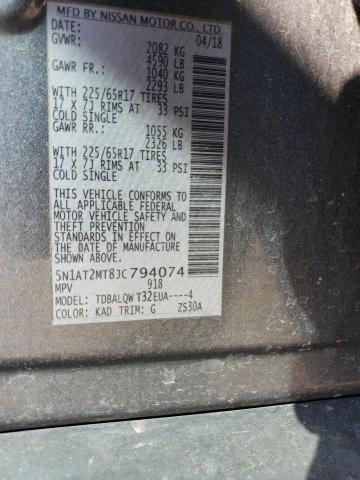 MFD BY NISSAN MOTOR CO., LTD.
DATE: 04/18
GVWR: 2082 KG
4590 LB
GAWR FR.: 1040 KG
2293 LB
WITH 225/65R17 TIRES
17 X 7J RIMS AT 33 PSI
COLD SINGLE
GAWR RR.: 1055 KG
2326 LB
WITH 225/65R17 TIRES
17 X 7J RIMS AT 33 PSI
COLD SINGLE
THIS VEHICLE CONFORMS TO
ALL APPLICABLE FEDERAL
MOTOR VEHICLE SAFETY AND
THEFT PREVENTION
STANDARDS IN EFFECT ON
THE DATE OF MANUFACTURE
SHOWN ABOVE.
5N1AT2MT8JC794074
MPV 918
MODEL: TDBALQW T32EUA----4
COLOR: KAD TRIM: G ZS30A